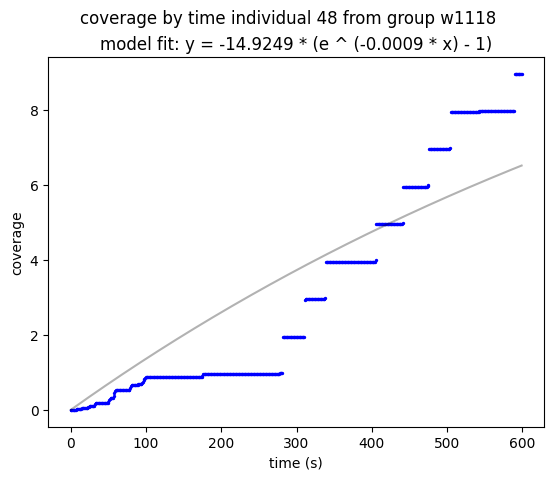 coverage by time individual 48 from group w1118
model fit: y = -14.9249 * (e ^ (-0.0009 * x) - 1)
8
6
4
2
0
coverage
0 100 200 300 400 500 600
time (s)